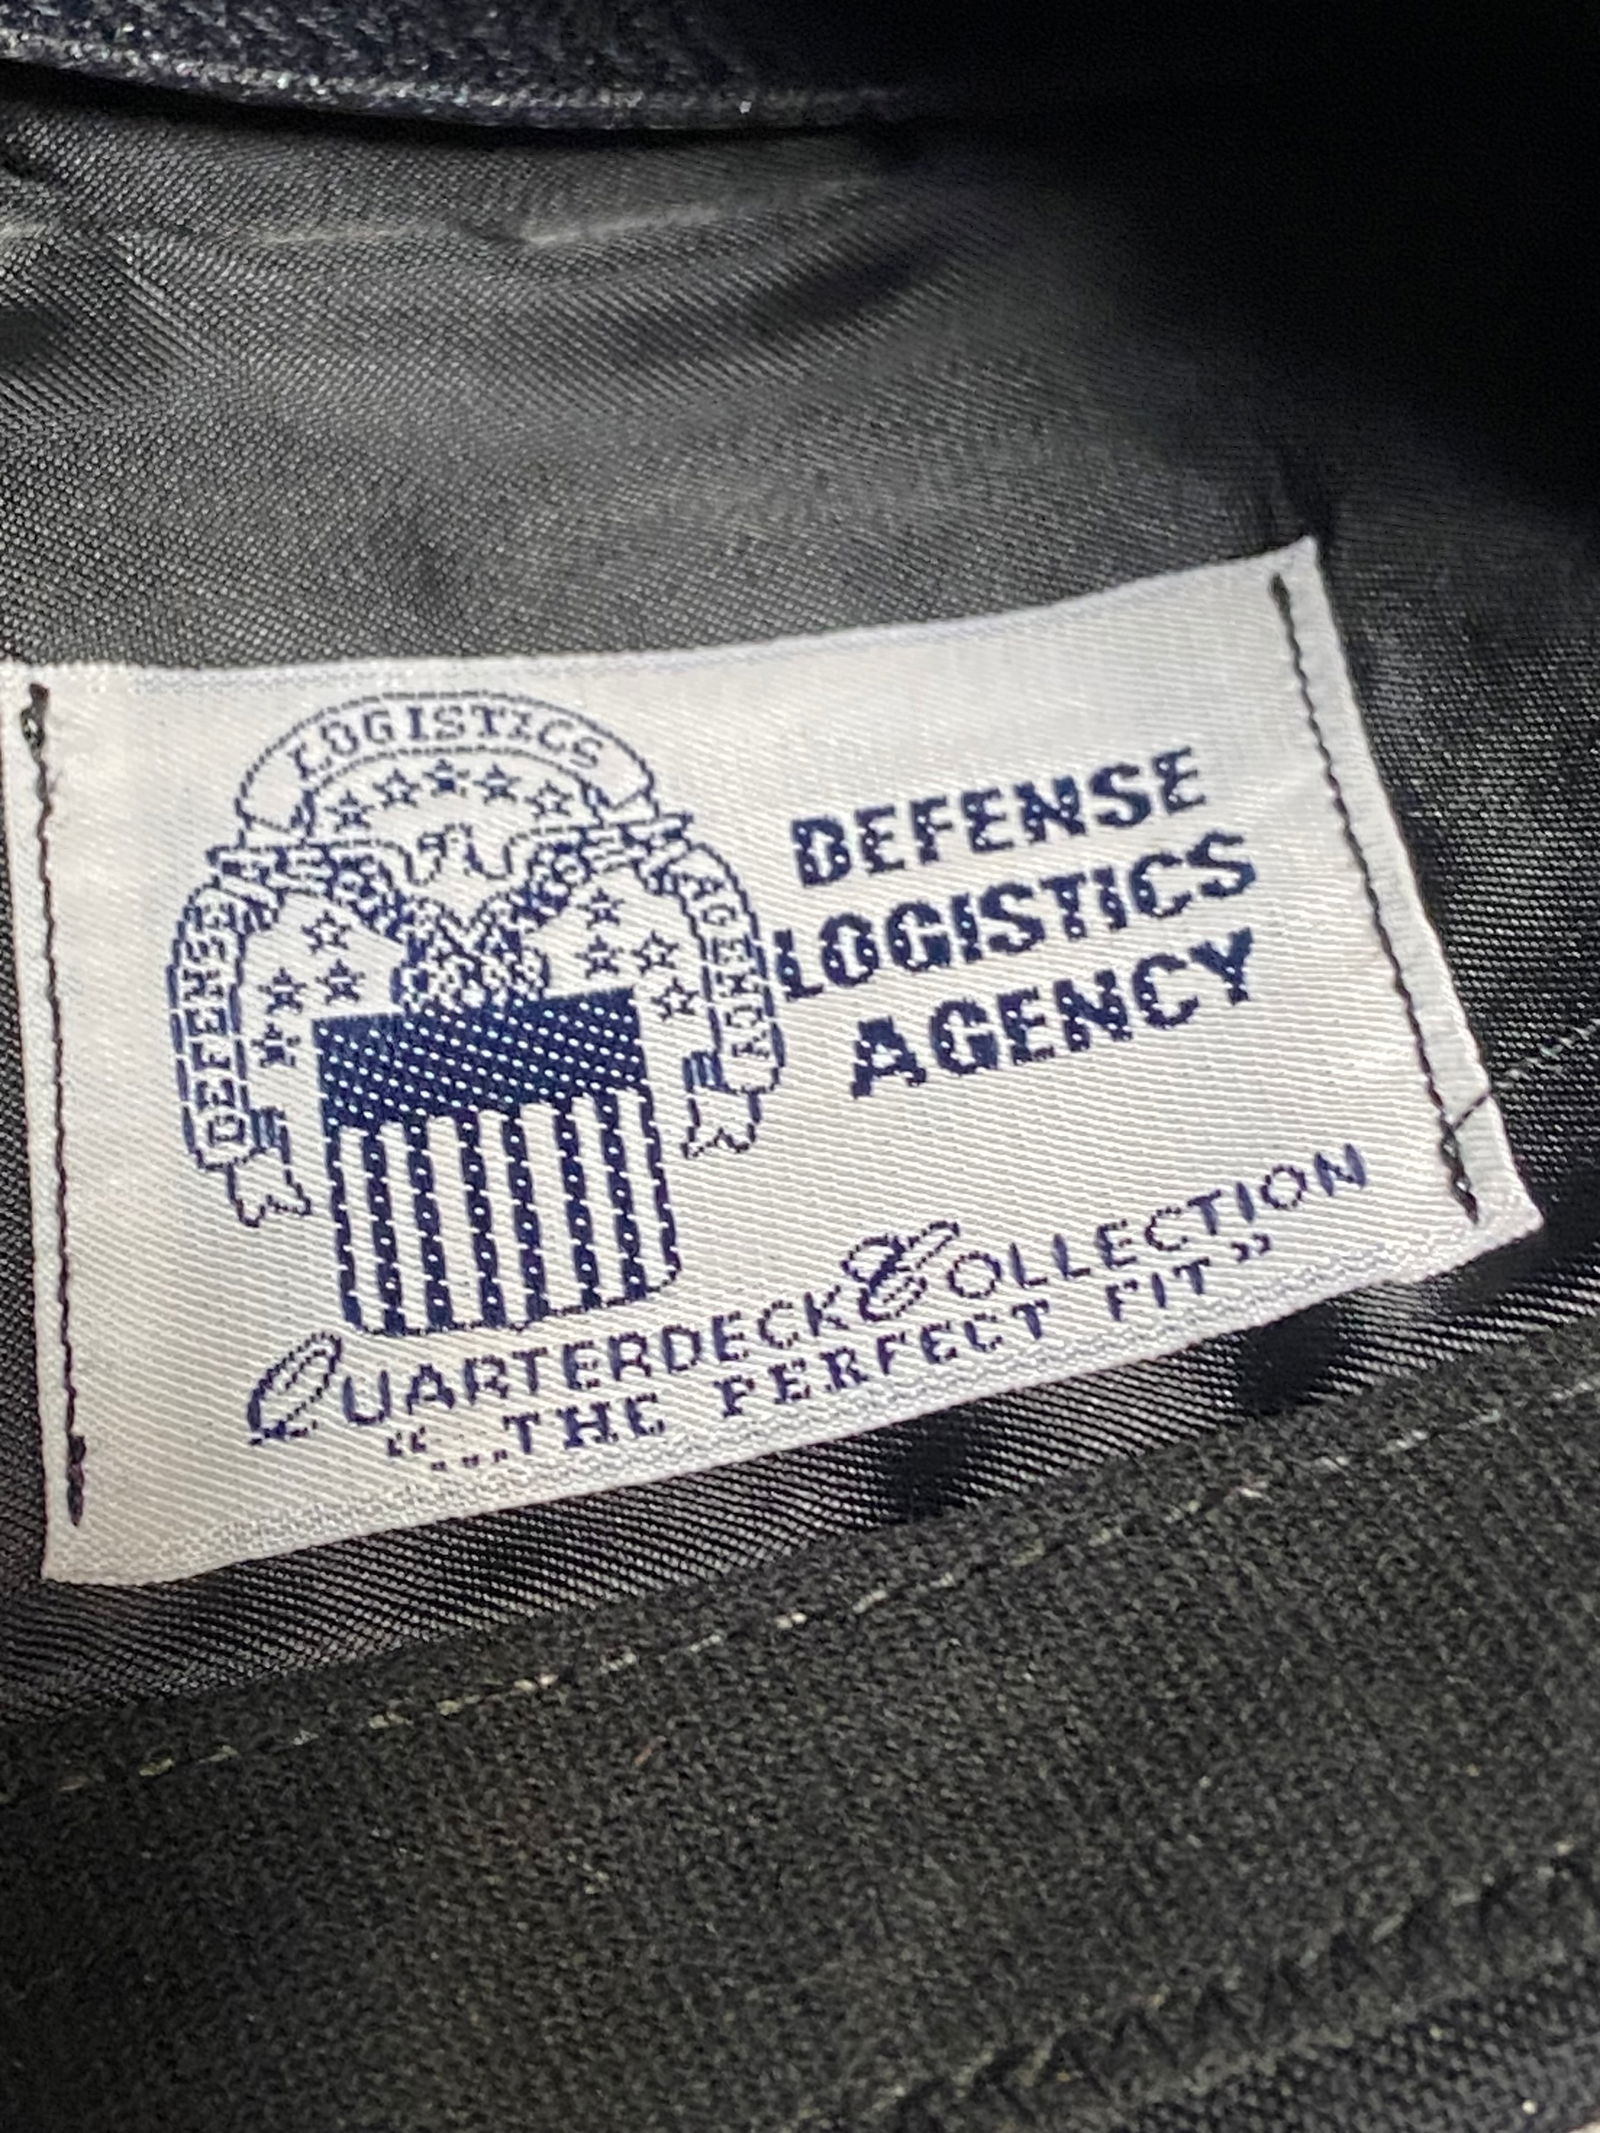 LOGISTICS
DEFENSE
AGENCY
DEFENSE
LOGISTICS
AGENCY
QUARTERDECK COLLECTION
“...THE PERFECT FIT”